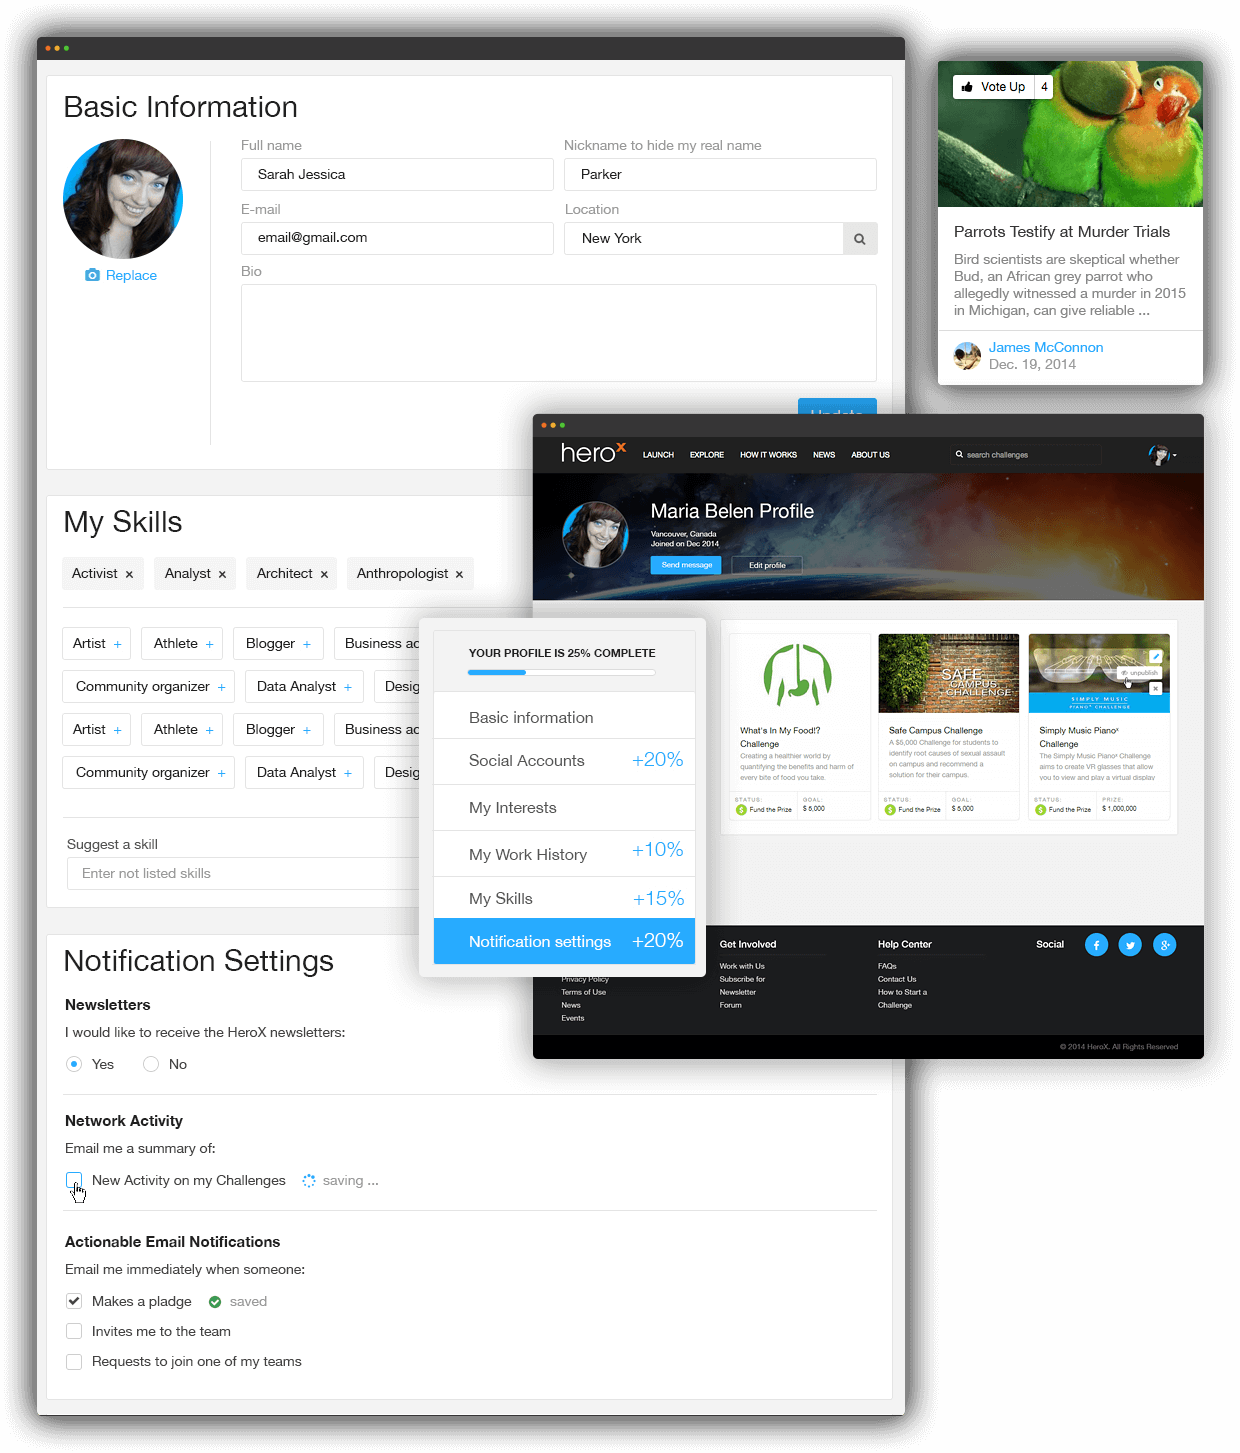 Basic Information
Full name
Nickname to hide my real name
Sarah Jessica
Parker
E-mail
Location
email@gmail.com
New York
Replace
Bio
Update
Vote Up 4
Parrots Testify at Murder Trials
Bird scientists are skeptical whether
Bud, an African grey parrot who
allegedly witnessed a murder in 2015
in Michigan, can give reliable ...
James McConnon
Dec. 19, 2014
My Skills
Activist × Analyst × Architect × Anthropologist ×
Artist + Athlete + Blogger + Business ac
Community organizer + Data Analyst + Desig
Artist + Athlete + Blogger + Business ac
Community organizer + Data Analyst + Desig
Suggest a skill
Enter not listed skills
herox LAUNCH EXPLORE HOW IT WORKS NEWS ABOUT US search challenges
Maria Belen Profile
Vancouver, Canada
Joined on Dec 2014
Send message Edit profile
YOUR PROFILE IS 25% COMPLETE
Basic information
Social Accounts +20%
My Interests
My Work History +10%
My Skills +15%
Notification settings +20%
What's In My Food!?
Challenge
Creating a healthier world by
quantifying the benefits and harm of
every bite of food you take.
STATUS: GOAL:
Fund the Prize $ 5,000
SAFE
CAMPUS
CHALLENGE
Safe Campus Challenge
A $5,000 Challenge for students to
identify root causes of sexual assault
on campus and recommend a
solution for their campus.
STATUS: GOAL:
Fund the Prize $ 5,000
unpublish
SIMPLY MUSIC
PIANOx CHALLENGE
Simply Music Pianox
Challenge
The Simply Music Pianox Challenge
aims to create VR glasses that allow
you to view and play a virtual display
STATUS: PRIZE:
Fund the Prize $ 1,000,000
Privacy Policy
Terms of Use
News
Events
Get Involved
Work with Us
Subscribe for
Newsletter
Forum
Help Center
FAQs
Contact Us
How to Start a
Challenge
Social
© 2014 HeroX. All Rights Reserved
Notification Settings
Newsletters
I would like to receive the HeroX newsletters:
Yes No
Network Activity
Email me a summary of:
New Activity on my Challenges saving ...
Actionable Email Notifications
Email me immediately when someone:
Makes a pladge saved
Invites me to the team
Requests to join one of my teams